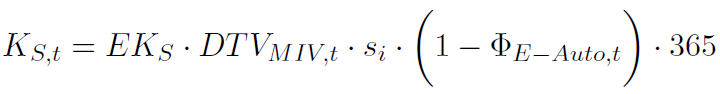 K_{S,t} = EK_S · DTV_{MIV,t} · s_i · (1 − Φ_{E−Auto,t}) · 365